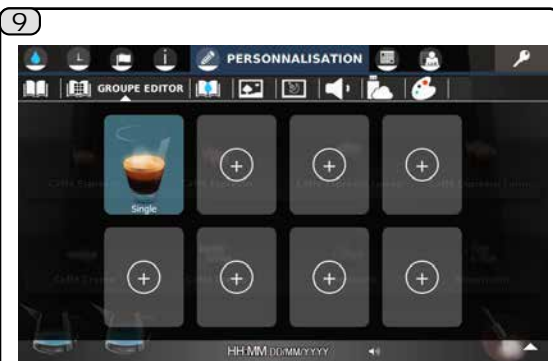 9
PERSONNALISATION
GROUPE EDITOR
Single
HH:MM DD/MM/YYYY